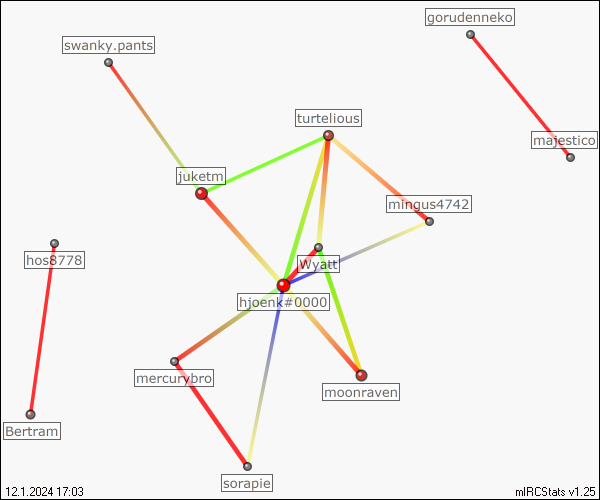 gorudenneko
swanky.pants
turtelious
majestico
juketm
mingus4742
hos8778
Wyatt
hjoenk#0000
mercurybro
moonraven
Bertram
sorapie
12.1.2024 17:03
mIRCStats v1.25